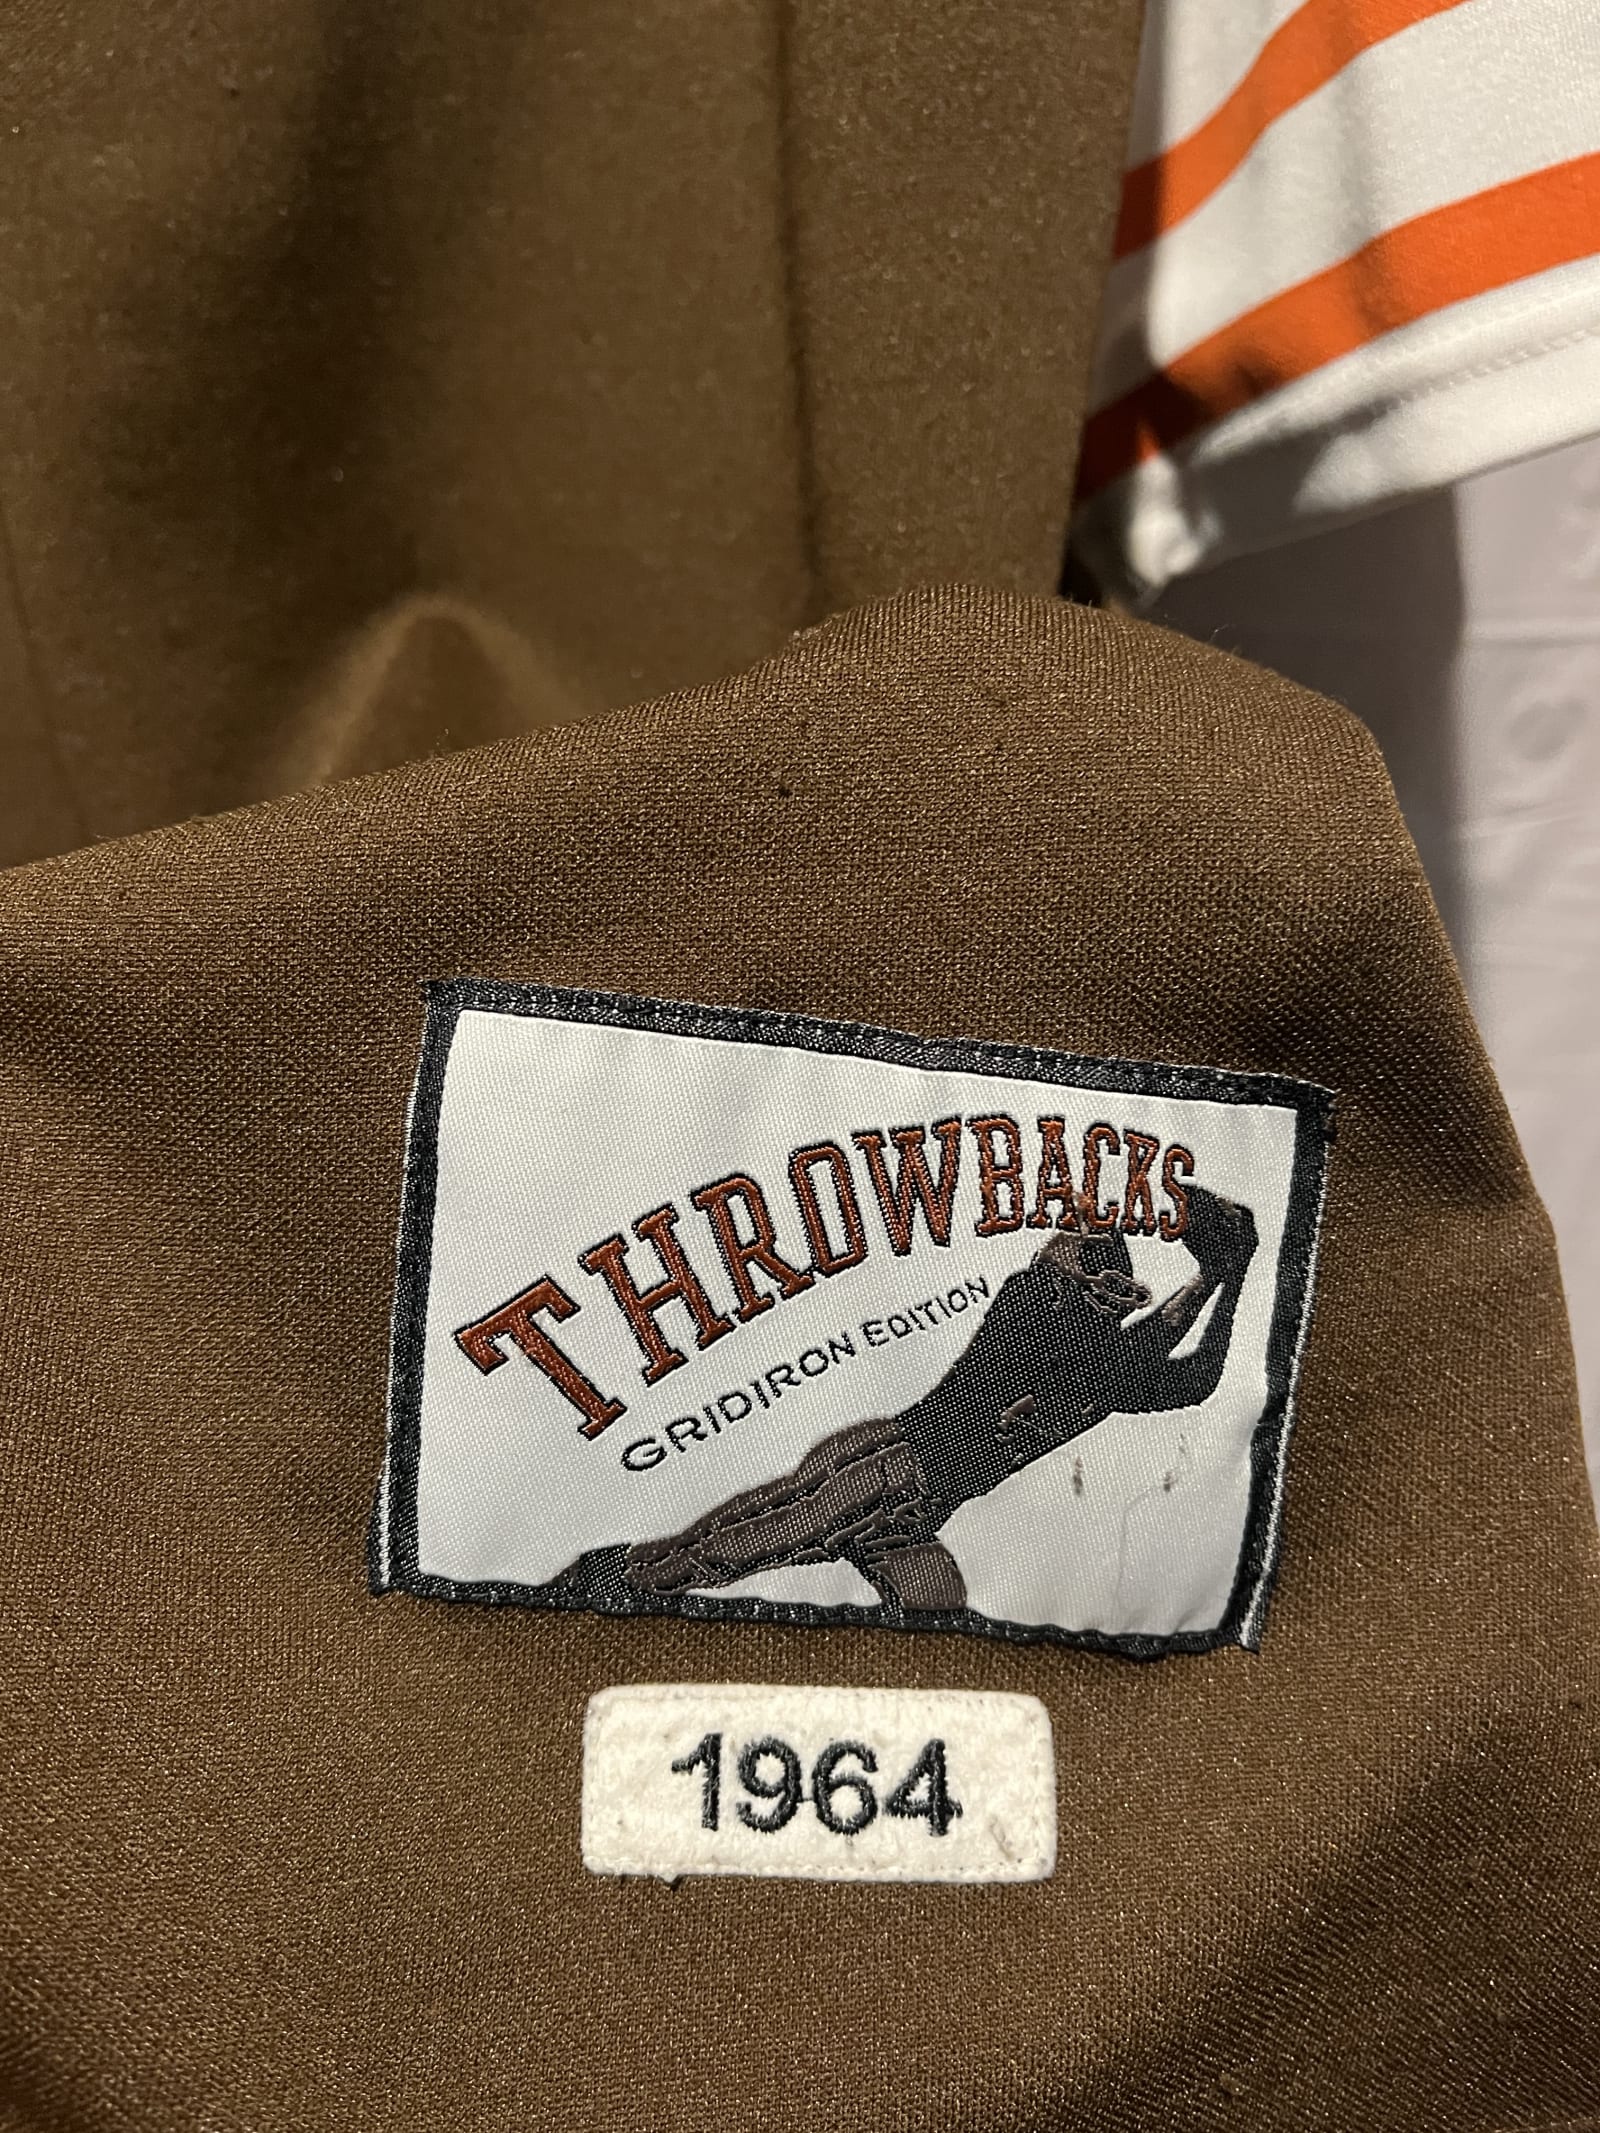 THROWBACKS
GRIDIRON EDITION
1964